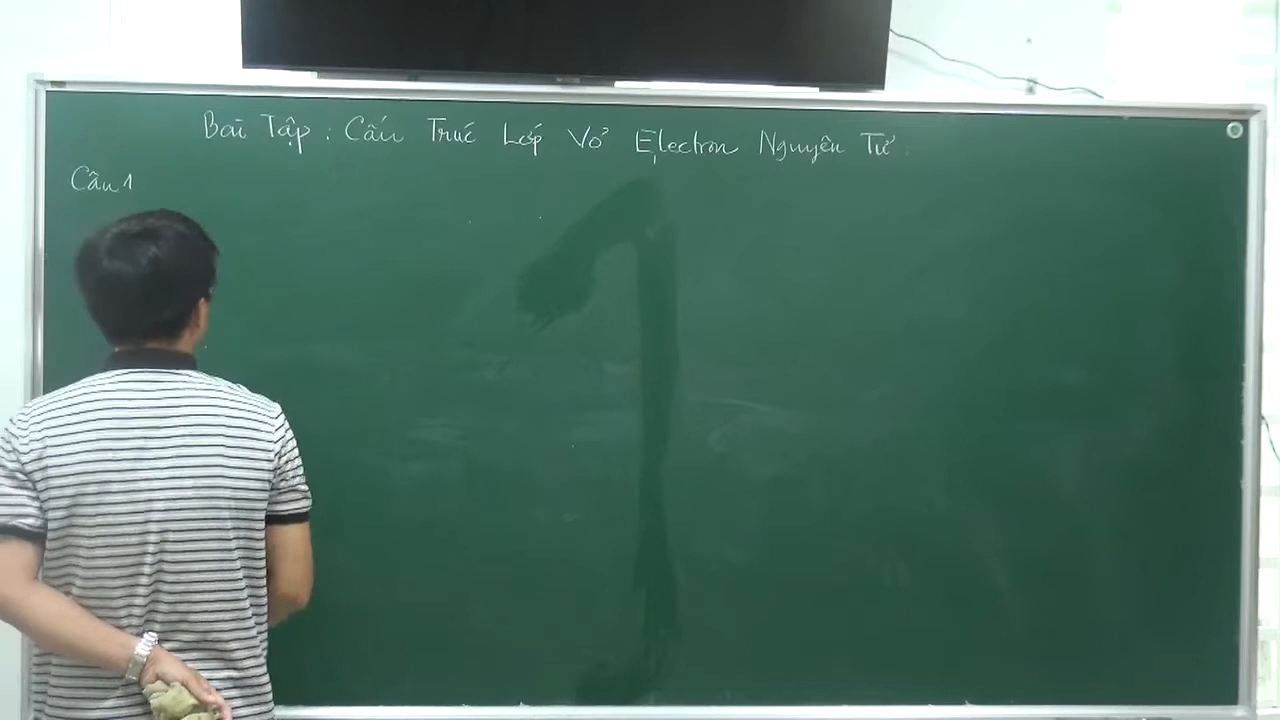 Bài Tập : Cấu Trúc Lớp Vỏ Electron Nguyên Tử.
Câu 1